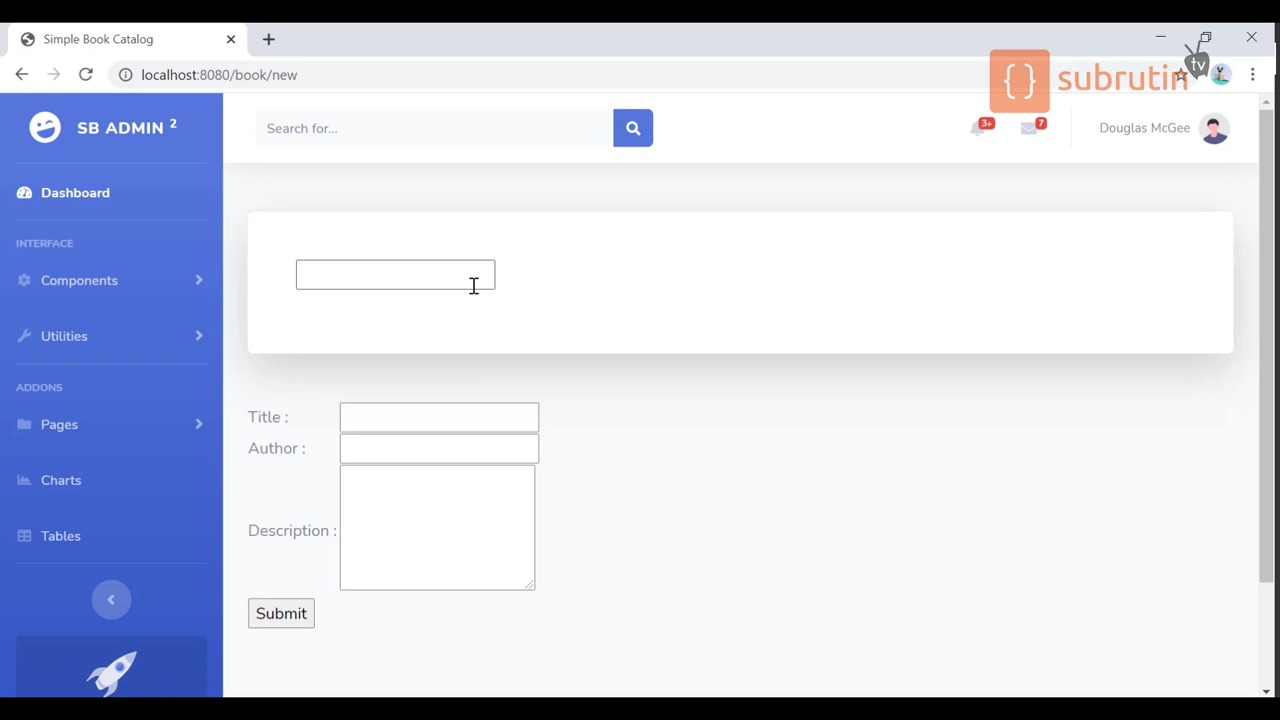 Simple Book Catalog
localhost:8080/book/new
{ } subrutin tv
SB ADMIN 2
Search for...
3+
7
Douglas McGee
Dashboard
INTERFACE
Components
Utilities
ADDONS
Pages
Charts
Tables
Title :
Author :
Description :
Submit